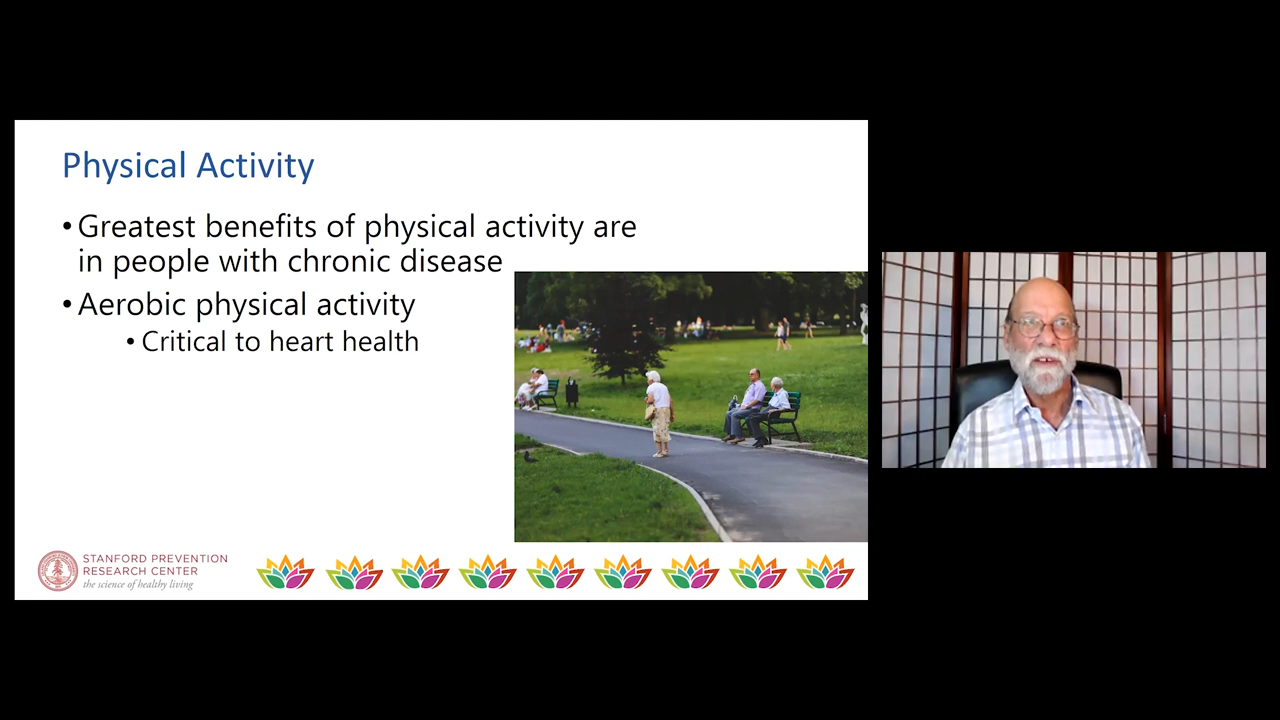 Physical Activity
• Greatest benefits of physical activity are
in people with chronic disease
• Aerobic physical activity
• Critical to heart health
STANFORD PREVENTION
RESEARCH CENTER
the science of healthy living